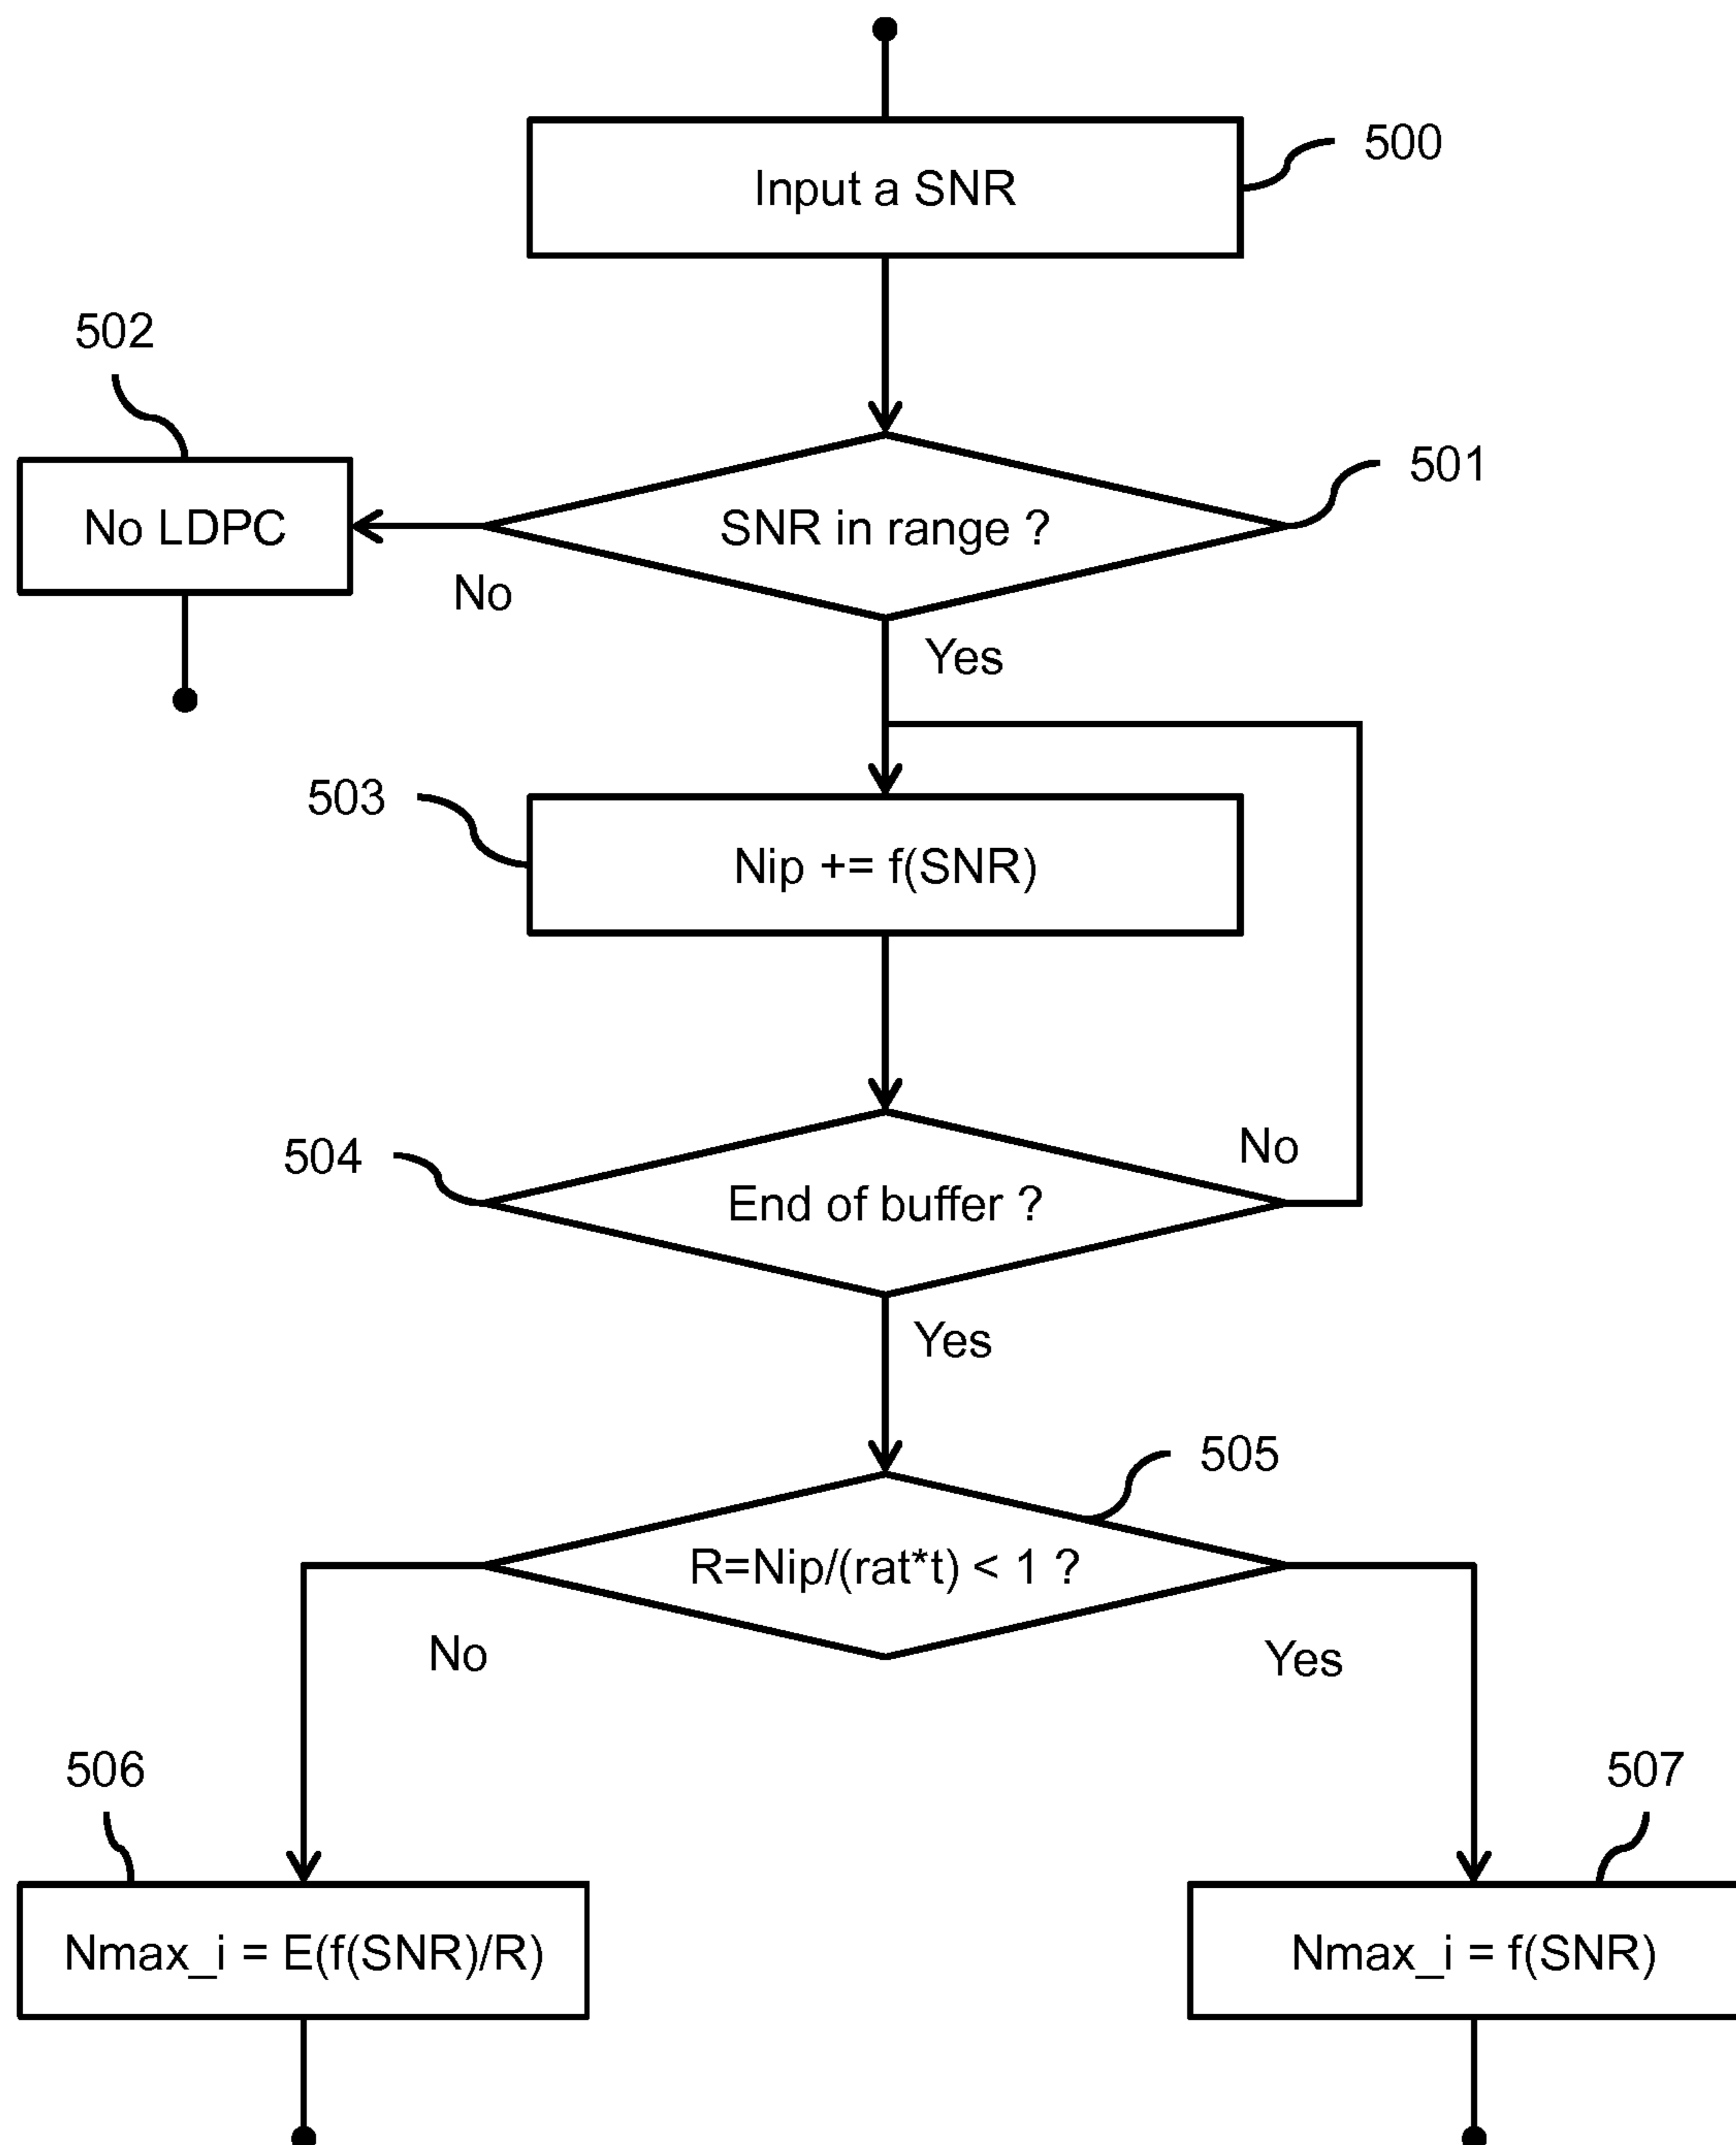 500
Input a SNR
502
501
SNR in range ?
No LDPC
No
Yes
503
Nip += f(SNR)
504
No
End of buffer ?
Yes
505
R=Nip/(rat*t) < 1 ?
No
Yes
506
507
Nmax_i = E(f(SNR)/R)
Nmax_i = f(SNR)